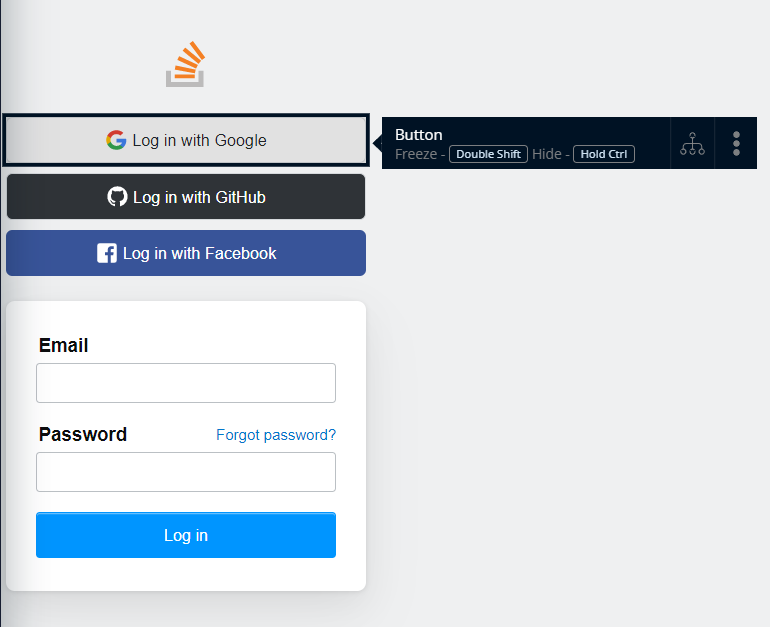 Log in with Google
Button
Freeze - Double Shift Hide - Hold Ctrl
Log in with GitHub
Log in with Facebook
Email
Password Forgot password?
Log in